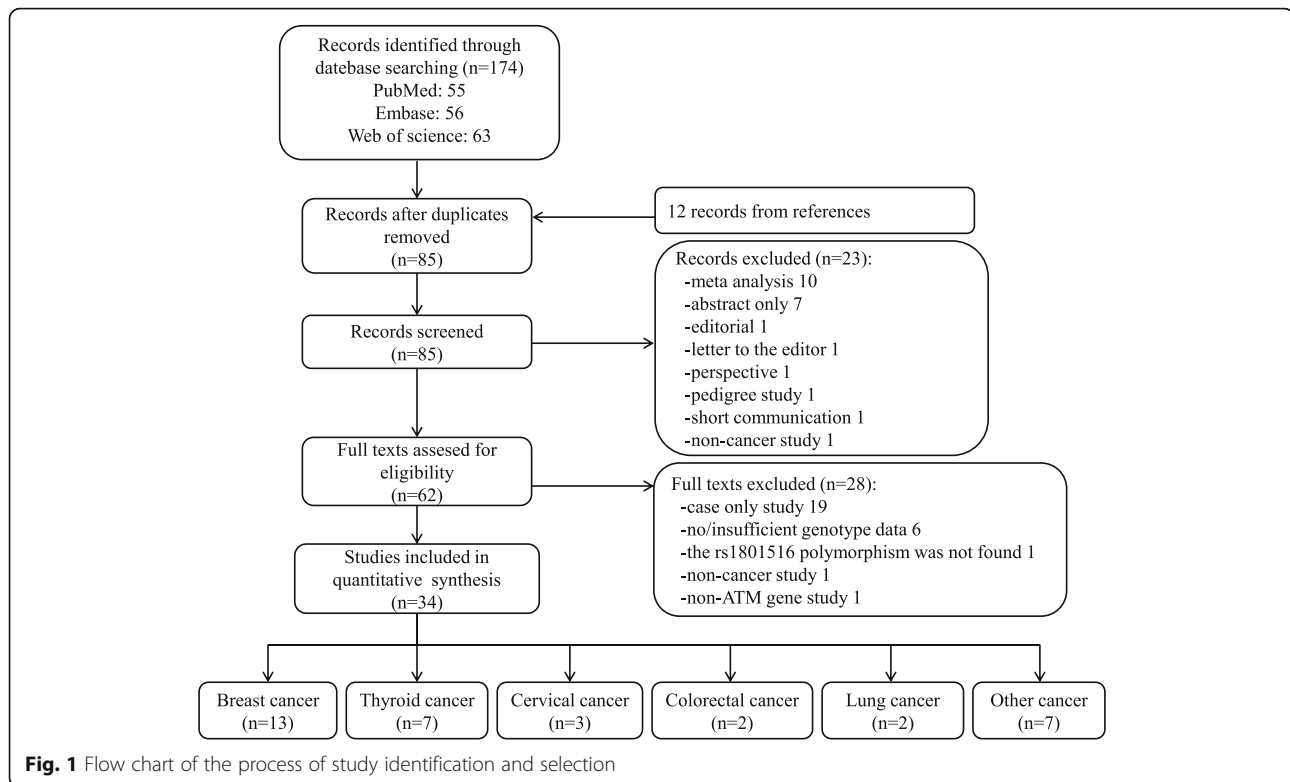 Records identified through
datebase searching (n=174)
PubMed: 55
Embase: 56
Web of science: 63
Records after duplicates
removed
(n=85)
12 records from references
Records screened
(n=85)
Records excluded (n=23):
-meta analysis 10
-abstract only 7
-editorial 1
-letter to the editor 1
-perspective 1
-pedigree study 1
-short communication 1
-non-cancer study 1
Full texts assesed for
eligibility
(n=62)
Full texts excluded (n=28):
-case only study 19
-no/insufficient genotype data 6
-the rs1801516 polymorphism was not found 1
-non-cancer study 1
-non-ATM gene study 1
Studies included in
quantitative synthesis
(n=34)
Breast cancer
(n=13)
Thyroid cancer
(n=7)
Cervical cancer
(n=3)
Colorectal cancer
(n=2)
Lung cancer
(n=2)
Other cancer
(n=7)
Fig. 1 Flow chart of the process of study identification and selection